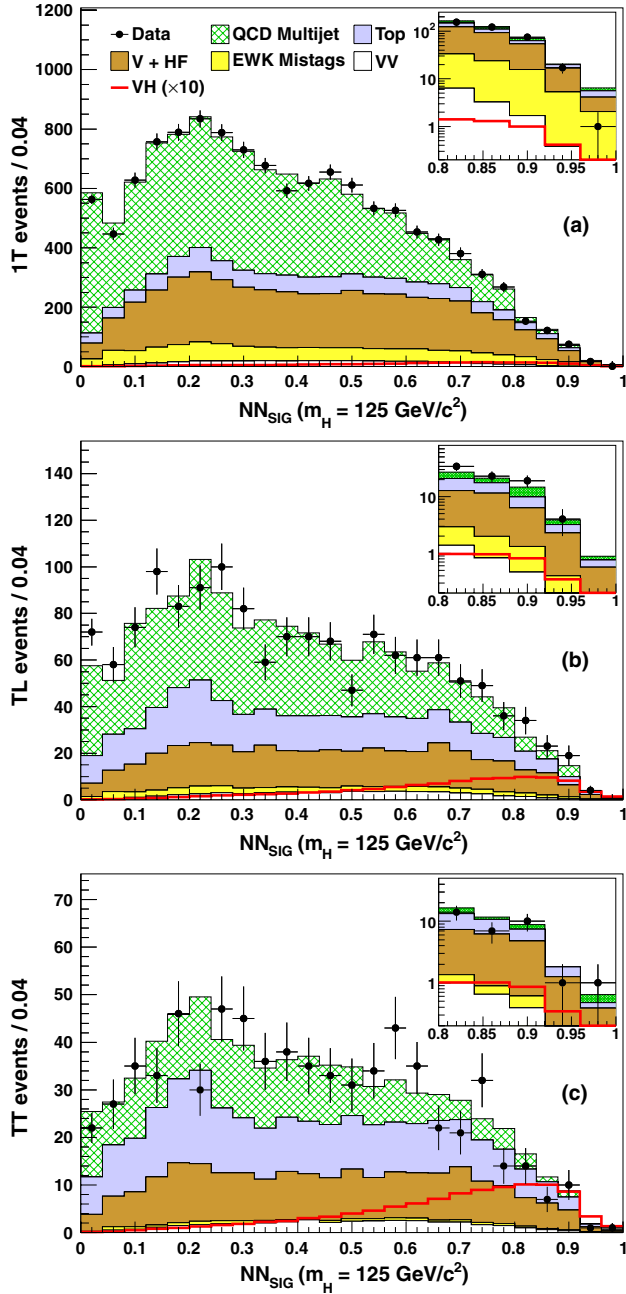 Data QCD Multijet Top
V + HF EWK Mistags VV
VH (×10)
1T events / 0.04
1200
1000
800
600
400
200
0
0 0.1 0.2 0.3 0.4 0.5 0.6 0.7 0.8 0.9 1
NN_SIG (m_H = 125 GeV/c²)
10²
10
1
0.8 0.85 0.9 0.95 1
(a)
TL events / 0.04
140
120
100
80
60
40
20
0
0 0.1 0.2 0.3 0.4 0.5 0.6 0.7 0.8 0.9 1
NN_SIG (m_H = 125 GeV/c²)
10
1
0.8 0.85 0.9 0.95 1
(b)
TT events / 0.04
70
60
50
40
30
20
10
0
0 0.1 0.2 0.3 0.4 0.5 0.6 0.7 0.8 0.9 1
NN_SIG (m_H = 125 GeV/c²)
10
1
0.8 0.85 0.9 0.95 1
(c)